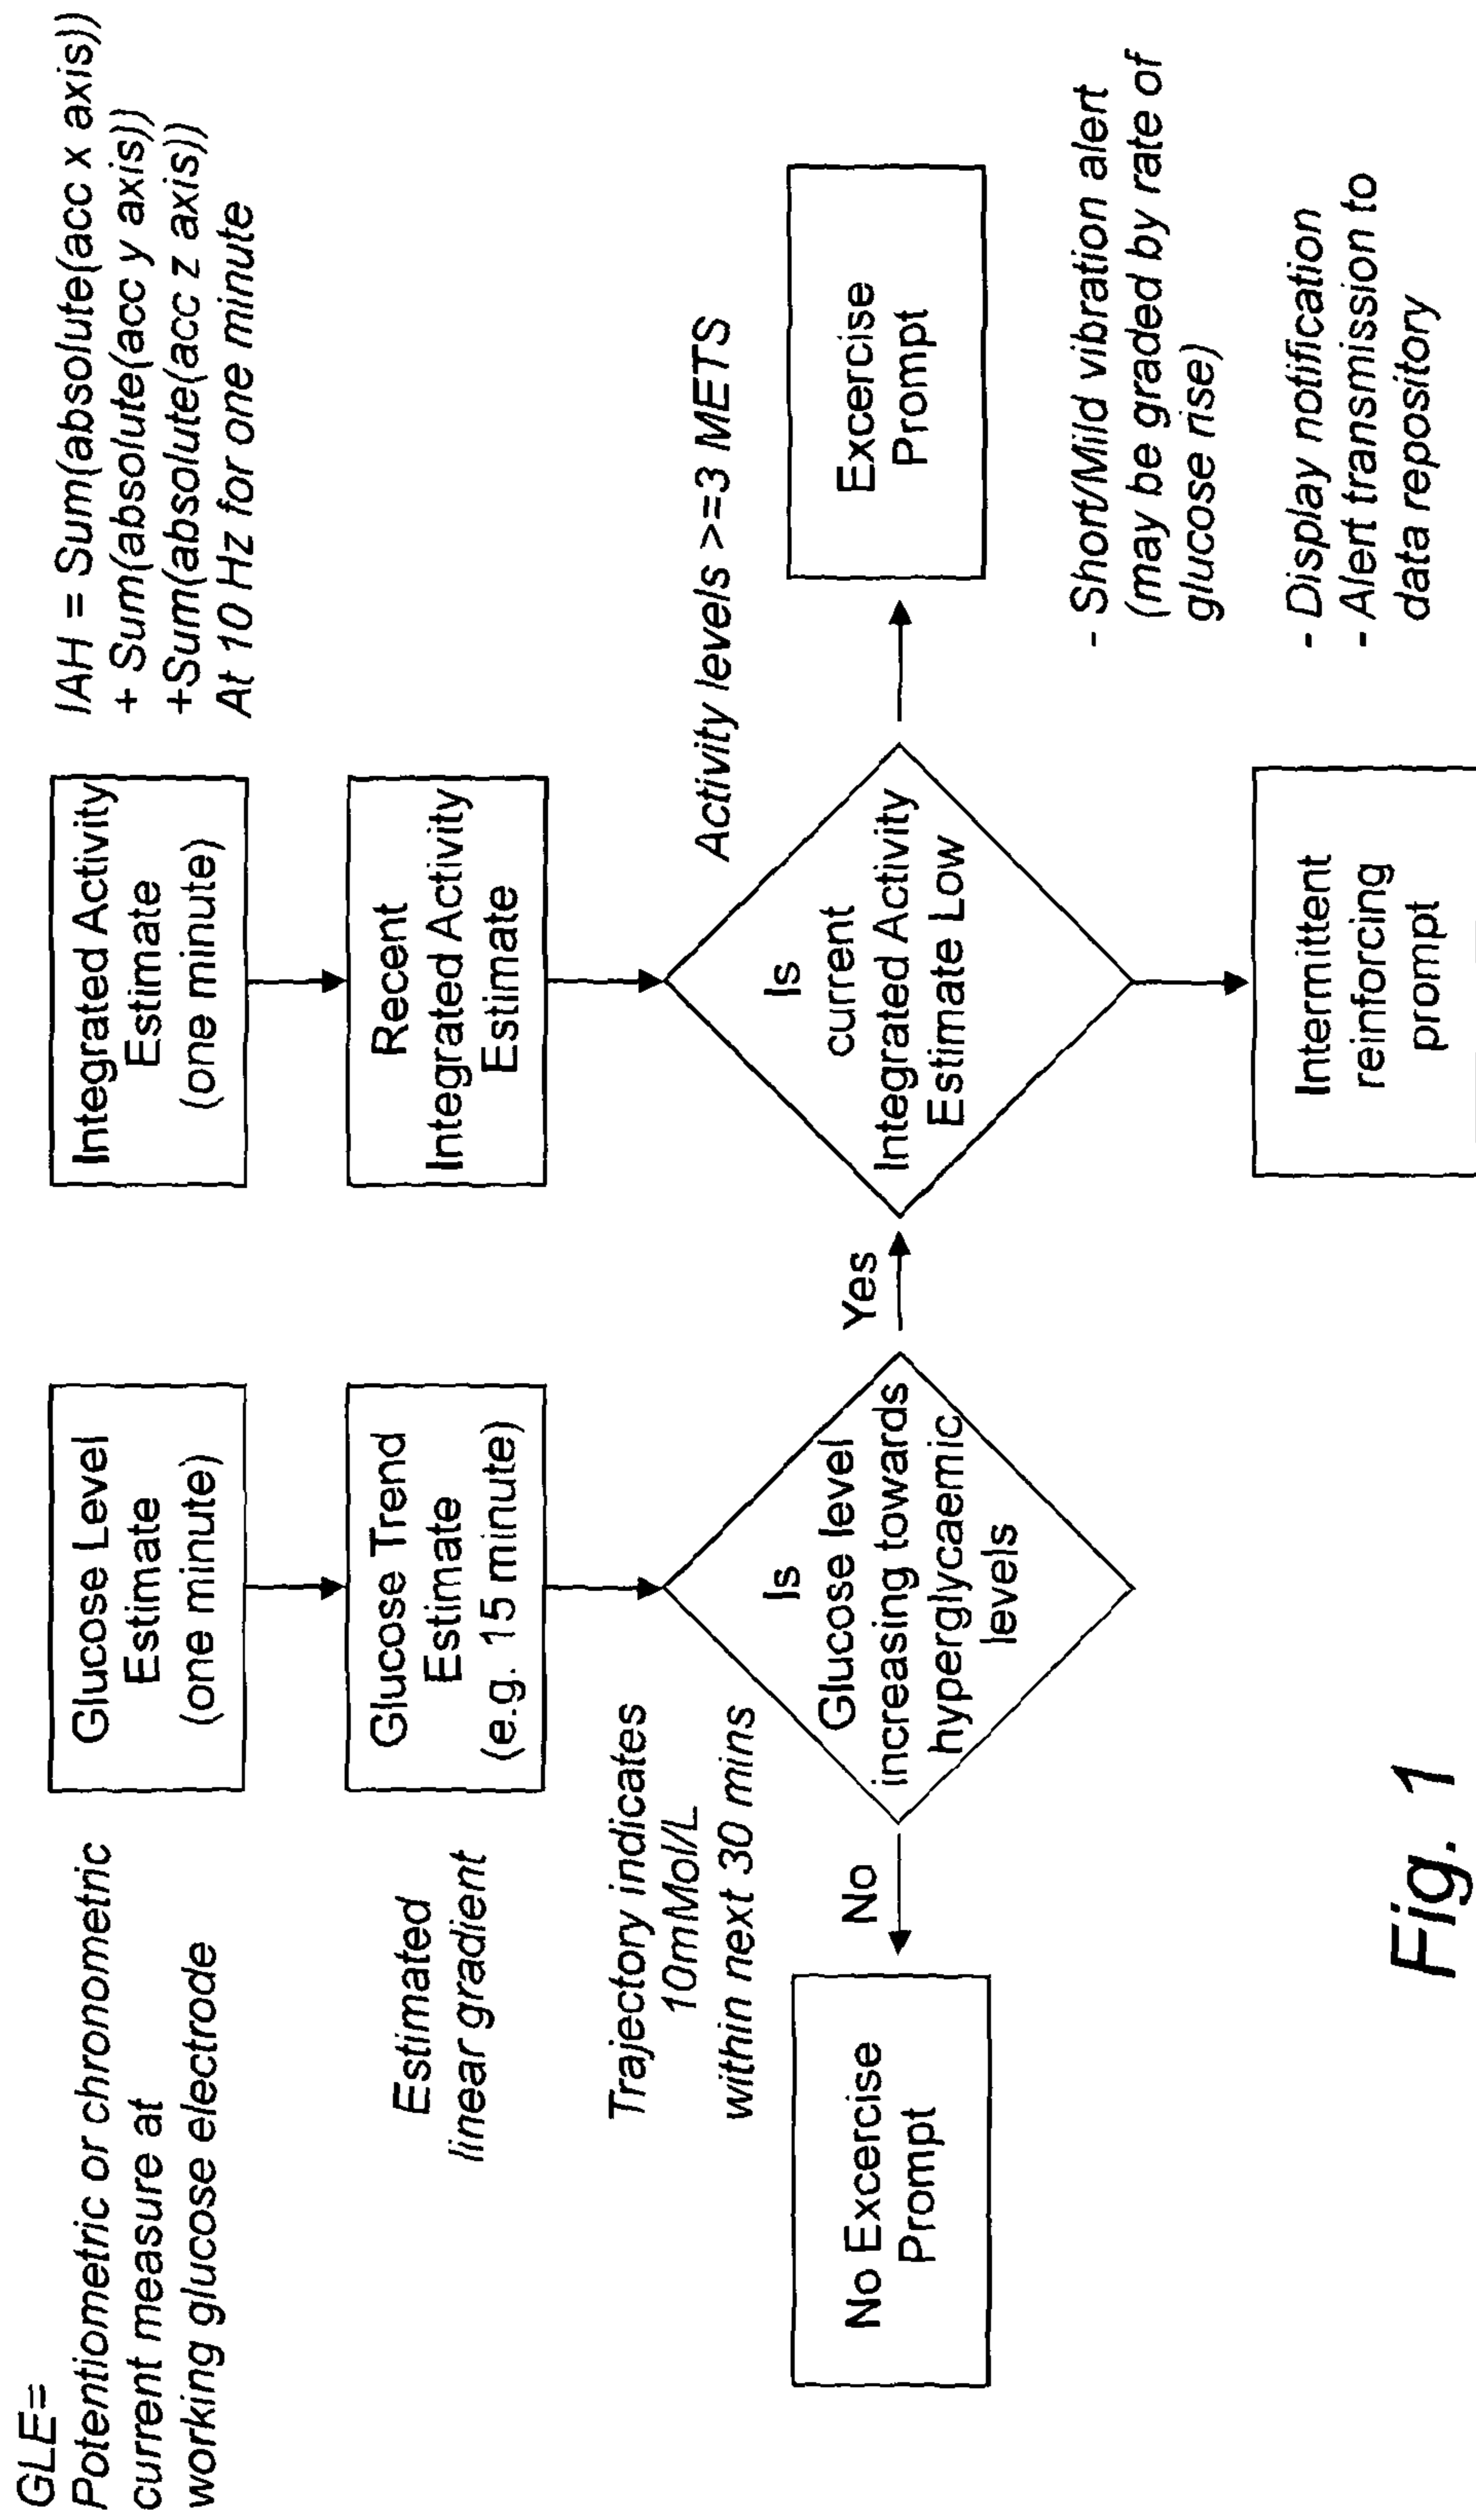 GLE=
Potentiometric or chronometric
current measure at
working glucose electrode
Glucose Level
Estimate
(one minute)
Integrated Activity
Estimate
(one minute)
IAH = Sum(absolute(acc x axis))
+ Sum(absolute(acc y axis))
+Sum(absolute(acc z axis))
At 10 Hz for one minute
Estimated
linear gradient
Glucose Trend
Estimate
(e.g. 15 minute)
Recent
Integrated Activity
Estimate
Trajectory indicates
10mMol/L
within next 30 mins
Activity levels >=3 METS
No Excercise
Prompt
No
Is
Glucose level
increasing towards
hyperglycaemic
levels
Yes
Is
current
Integrated Activity
Estimate Low
Excercise
Prompt
- Short/Mild vibration alert
(may be graded by rate of
glucose rise)
- Display notification
- Alert transmission to
data repository
Intermittent
reinforcing
prompt
Fig. 1